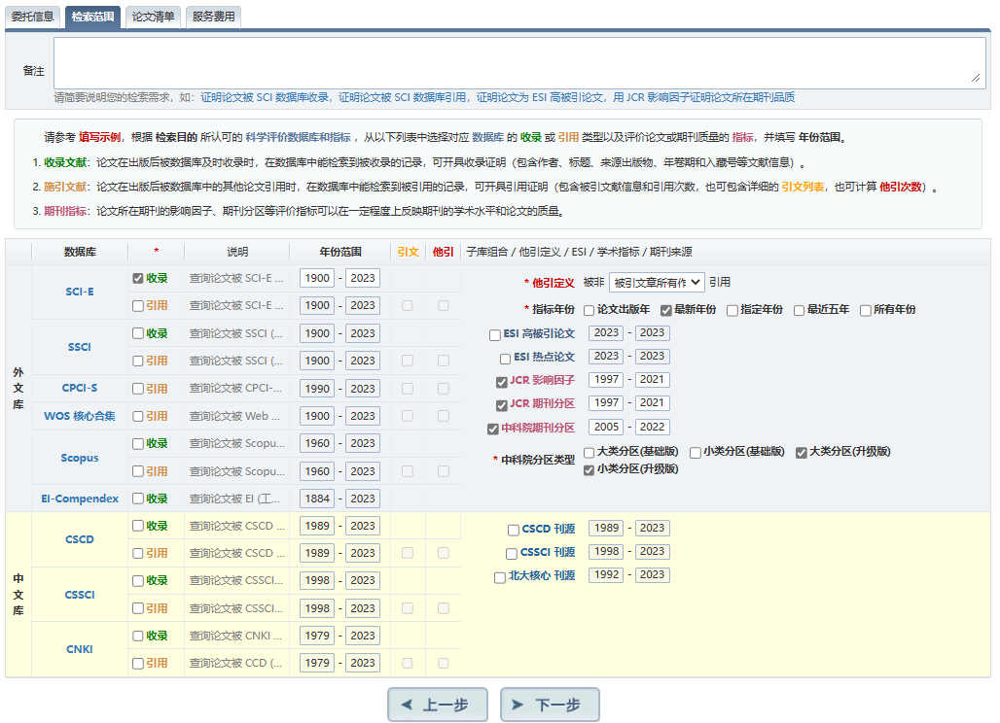 委托信息 检索范围 论文清单 服务费用
备注
请简要说明您的检索需求，如：证明论文被 SCI 数据库收录，证明论文被 SCI 数据库引用，证明论文为 ESI 高被引论文，用 JCR 影响因子证明论文所在期刊品质
请参考 填写示例，根据 检索目的 所认可的 科学评价数据库和指标 ，从以下列表中选择对应 数据库 的 收录 或 引用 类型以及评价论文或期刊质量的 指标，并填写 年份范围。
1. 收录文献：论文在出版后被数据库及时收录时，在数据库中能检索到被收录的记录，可开具收录证明（包含作者、标题、来源出版物、年卷期和入藏号等文献信息）。
2. 施引文献：论文在出版后被数据库中的其他论文引用时，在数据库中能检索到被引用的记录，可开具引用证明（包含被引文献信息和引用次数，也可包含详细的 引文列表，也可计算 他引次数）。
3. 期刊指标：论文所在期刊的影响因子、期刊分区等评价指标可以在一定程度上反映期刊的学术水平和论文的质量。
数据库 * 说明 年份范围 引文 他引 子库组合 / 他引定义 / ESI / 学术指标 / 期刊来源
外文库
SCI-E
收录 查询论文被 SCI-E ... 1900 - 2023
引用 查询论文被 SCI-E ... 1900 - 2023
SSCI
收录 查询论文被 SSCI (... 1900 - 2023
引用 查询论文被 SSCI (... 1900 - 2023
CPCI-S 引用 查询论文被 CPCI-... 1990 - 2023
WOS 核心合集 引用 查询论文被 Web ... 1900 - 2023
Scopus
收录 查询论文被 Scopu... 1960 - 2023
引用 查询论文被 Scopu... 1960 - 2023
EI-Compendex 收录 查询论文被 EI (工... 1884 - 2023
* 他引定义 被非 被引文章所有作 引用
* 指标年份 论文出版年 最新年份 指定年份 最近五年 所有年份
ESI 高被引论文 2023 - 2023
ESI 热点论文 2023 - 2023
JCR 影响因子 1997 - 2021
JCR 期刊分区 1997 - 2021
中科院期刊分区 2005 - 2022
* 中科院分区类型 大类分区(基础版) 小类分区(基础版) 大类分区(升级版)
小类分区(升级版)
中文库
CSCD
收录 查询论文被 CSCD ... 1989 - 2023
引用 查询论文被 CSCD ... 1989 - 2023
CSSCI
收录 查询论文被 CSSCI... 1998 - 2023
引用 查询论文被 CSSCI... 1998 - 2023
CNKI
收录 查询论文被 CNKI ... 1979 - 2023
引用 查询论文被 CCD (... 1979 - 2023
CSCD 刊源 1989 - 2023
CSSCI 刊源 1998 - 2023
北大核心 刊源 1992 - 2023
上一步 下一步